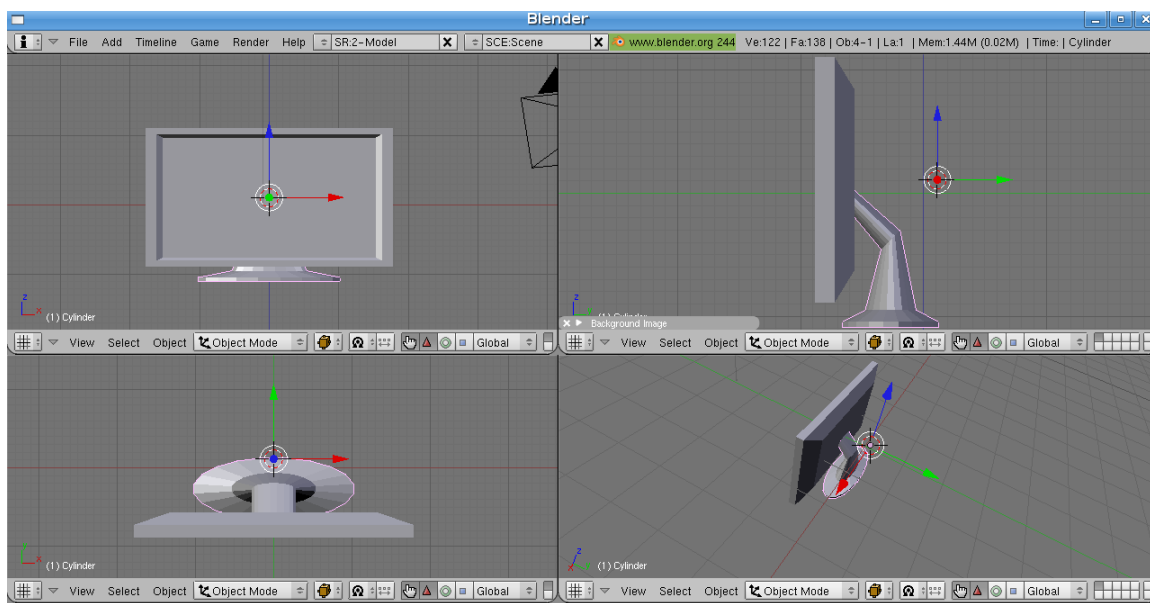 Blender
File Add Timeline Game Render Help SR:2-Model X SCE:Scene X www.blender.org 244 Ve:122 | Fa:138 | Ob:4-1 | La:1 | Mem:1.44M (0.02M) | Time: | Cylinder
z
x
(1) Cylinder
z
(1) Cylinder
Background Image
View Select Object Object Mode Global
View Select Object Object Mode Global
y
x
(1) Cylinder
z
x
(1) Cylinder
View Select Object Object Mode Global
View Select Object Object Mode Global